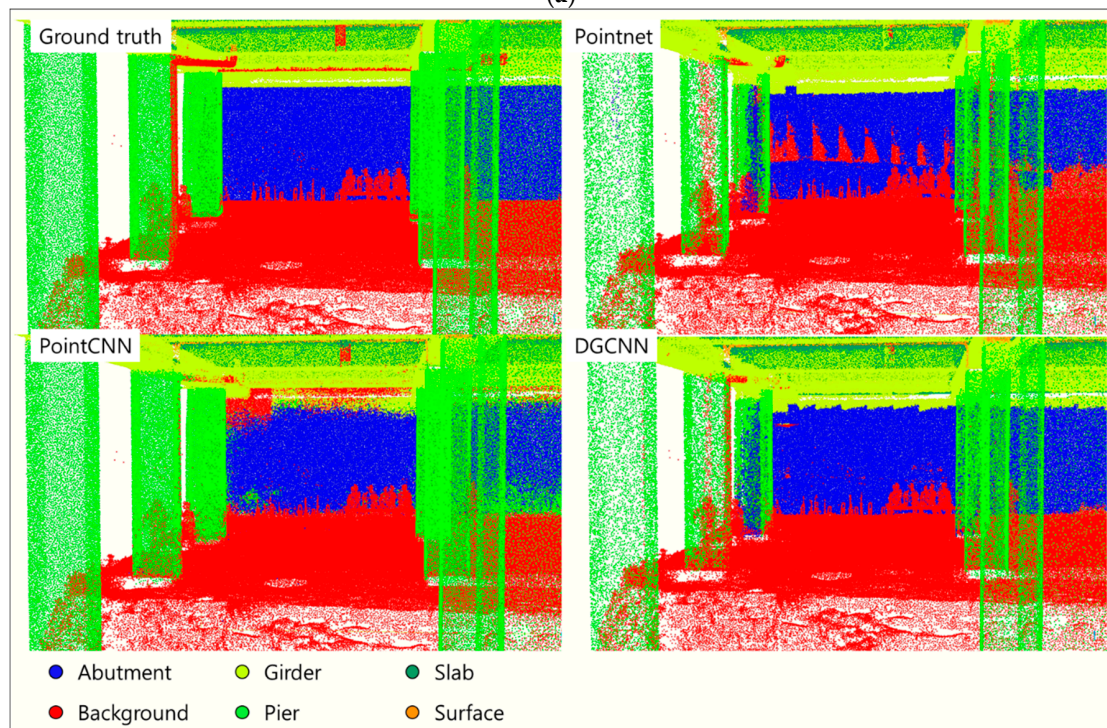 (a)
Ground truth
Pointnet
PointCNN
DGCNN
Abutment
Girder
Slab
Background
Pier
Surface